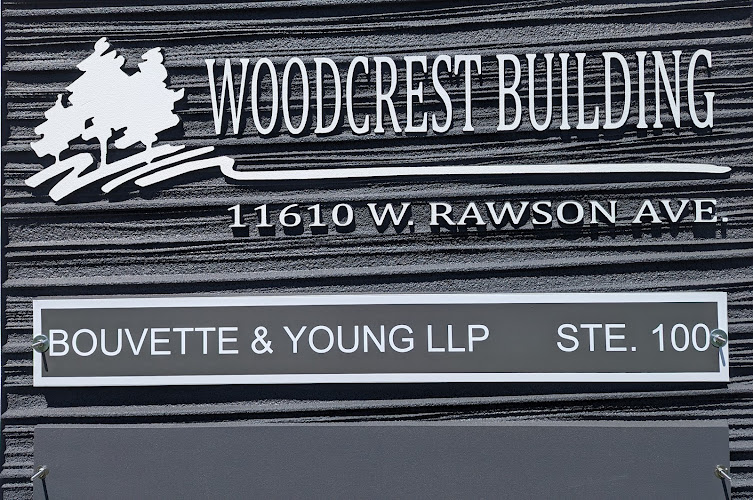 WOODCREST BUILDING
11610 W. RAWSON AVE.
BOUVETTE & YOUNG LLP STE. 100